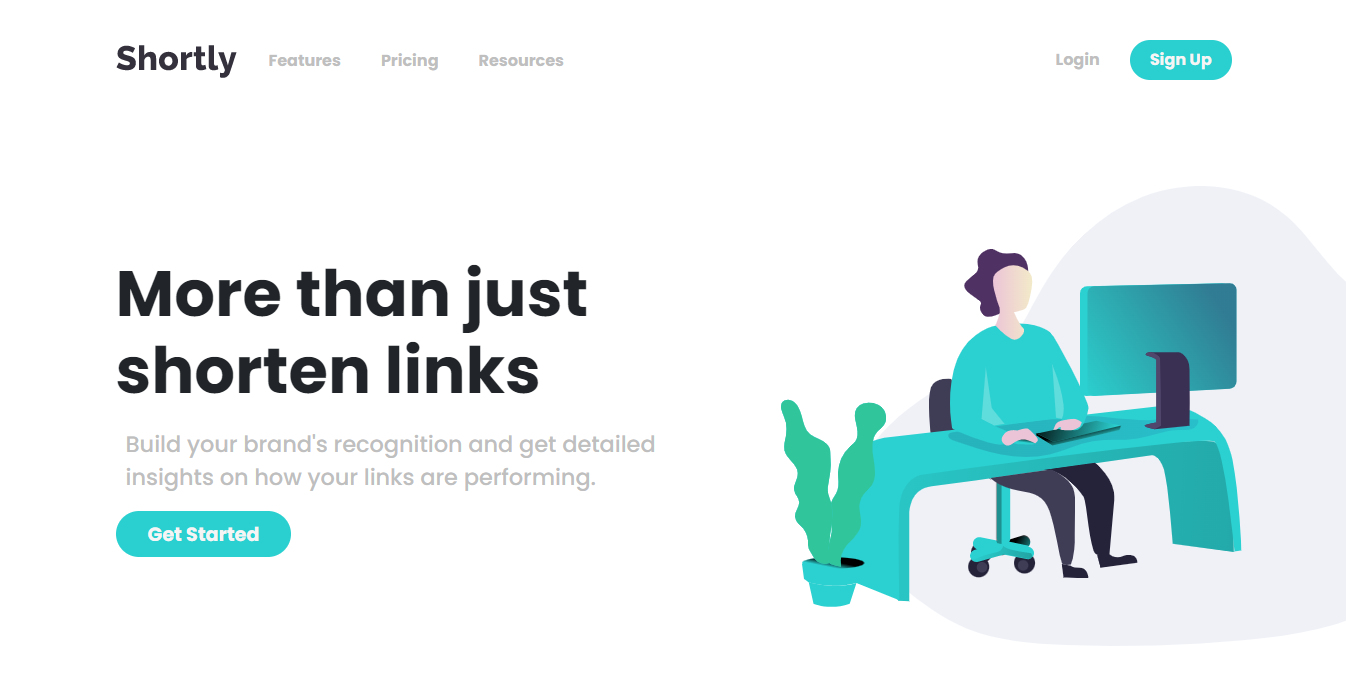 Shortly
Features
Pricing
Resources
Login
Sign Up
More than just
shorten links
Build your brand's recognition and get detailed
insights on how your links are performing.
Get Started